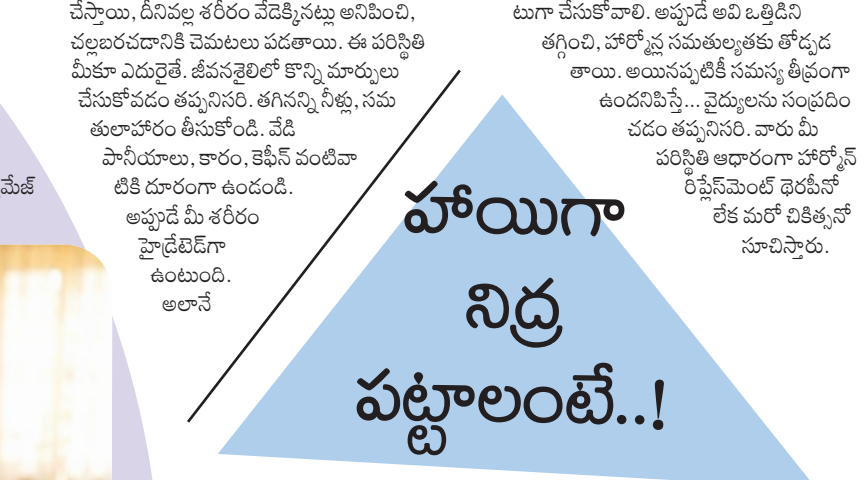 చేస్తాయి, దీనివల్ల శరీరం వేడెక్కినట్లు అనిపించి,
చల్లబరచడానికి చెమటలు పడతాయి. ఈ పరిస్థితి
మీకూ ఎదురైతే. జీవనశైలిలో కొన్ని మార్పులు
చేసుకోవడం తప్పనిసరి. తగినన్ని నీళ్లు, సమ
తులాహారం తీసుకోండి. వేడి
పానీయాలు, కారం, కెఫీన్ వంటివా
టికి దూరంగా ఉండండి.
అప్పుడే మీ శరీరం
హైడ్రేటెడ్‌గా
ఉంటుంది.
అలానే
టుగా చేసుకోవాలి. అప్పుడే అవి ఒత్తిడిని
తగ్గించి, హార్మోన్ల సమతుల్యతకు తోడ్పడ
తాయి. అయినప్పటికీ సమస్య తీవ్రంగా
ఉందనిపిస్తే... వైద్యులను సంప్రదిం
చడం తప్పనిసరి. వారు మీ
పరిస్థితి ఆధారంగా హార్మోన్
రిప్లేస్‌మెంట్ థెరపీనో
లేక మరో చికిత్సనో
సూచిస్తారు.
హాయిగా
నిద్ర
పట్టాలంటే..!